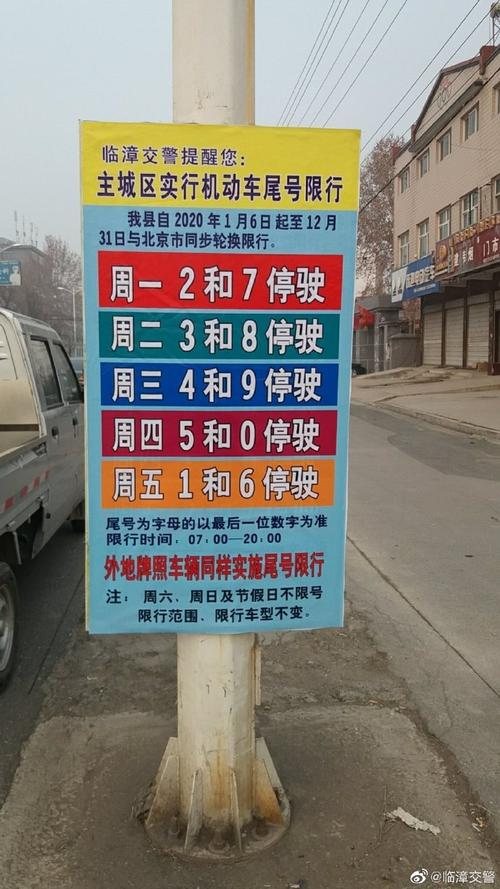 临漳交警提醒您：
主城区实行机动车尾号限行
我县自2020年1月6日起至12月
31日与北京市同步轮换限行。
周一 2和7停驶
周二 3和8停驶
周三 4和9停驶
周四 5和0停驶
周五 1和6停驶
尾号为字母的以最后一位数字为准
限行时间：07:00—20:00
外地牌照车辆同样实施尾号限行
注：周六、周日及节假日不限号
限行范围、限行车型不变。
@临漳交警